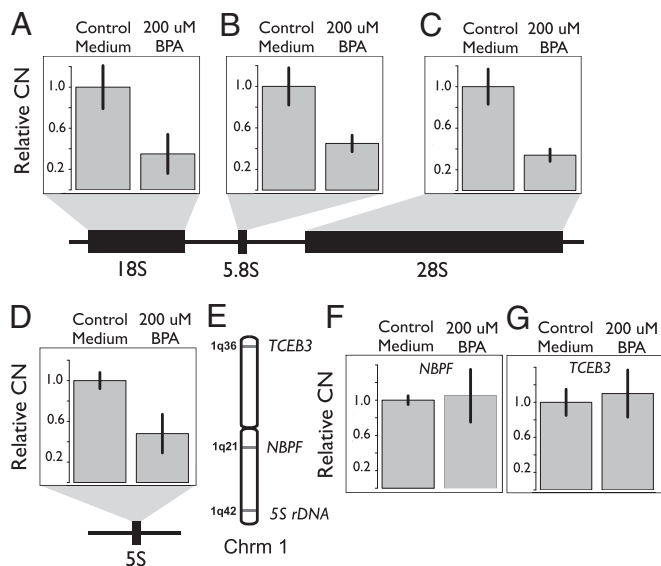 A
Control
Medium
200 uM
BPA
Relative CN
1.0
0.6
0.2
B
Control
Medium
200 uM
BPA
1.0
0.6
0.2
C
Control
Medium
200 uM
BPA
1.0
0.6
0.2
18S
5.8S
28S
D
Control
Medium
200 uM
BPA
Relative CN
1.0
0.6
0.2
5S
E
1q36
TCEB3
1q21
NBPF
1q42
5S rDNA
Chrm 1
F
Control
Medium
200 uM
BPA
NBPF
Relative CN
1.0
0.6
0.2
G
Control
Medium
200 uM
BPA
TCEB3
1.0
0.6
0.2